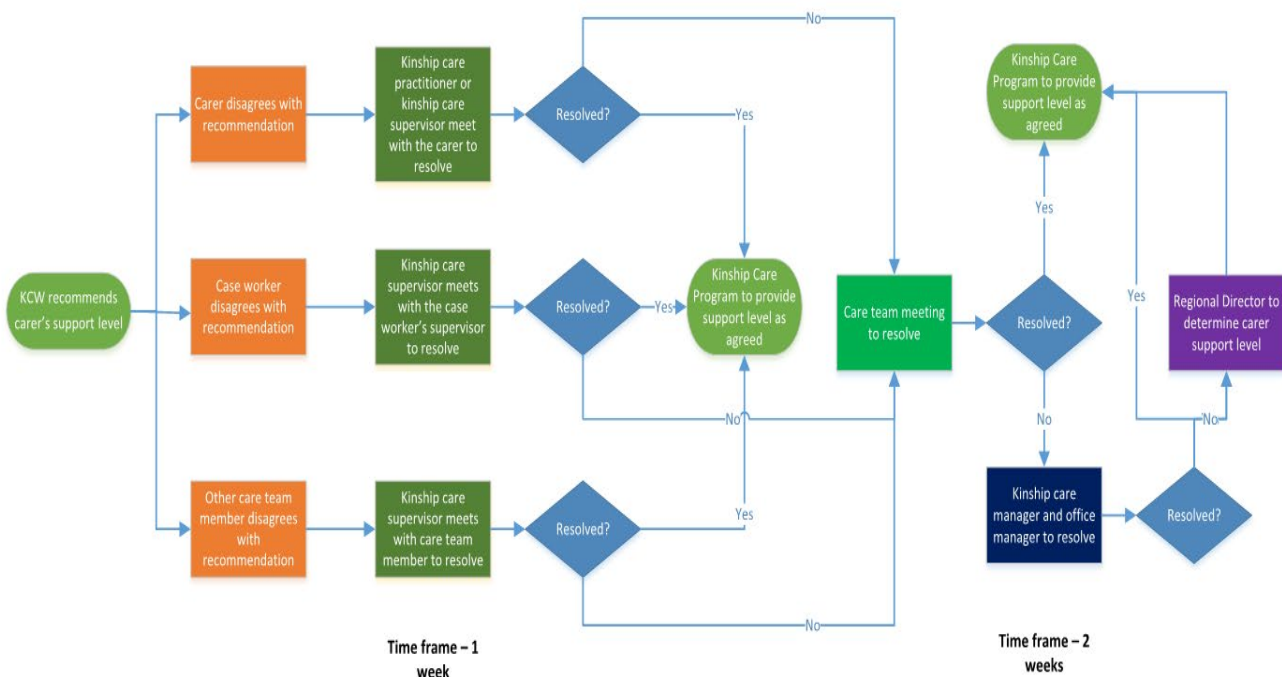 No
Kinship care
practitioner or
kinship care
supervisor meet
with the carer to
resolve
Carer disagrees with
recommendation
Resolved?
Yes
Kinship Care
Program to provide
support level as
agreed
KCW recommends
carer's support level
Case worker
disagrees with
recommendation
Kinship care
supervisor meets
with the case
worker's supervisor
to resolve
Resolved?
Yes
Kinship Care
Program to provide
support level as
agreed
Care team meeting
to resolve
Resolved?
Yes
Yes
Regional Director to
determine carer
support level
No
No
No
Other care team
member disagrees
with
recommendation
Kinship care
supervisor meets
with care team
member to resolve
Resolved?
Yes
Kinship care
manager and office
manager to resolve
Resolved?
No
Time frame – 1
week
Time frame – 2
weeks